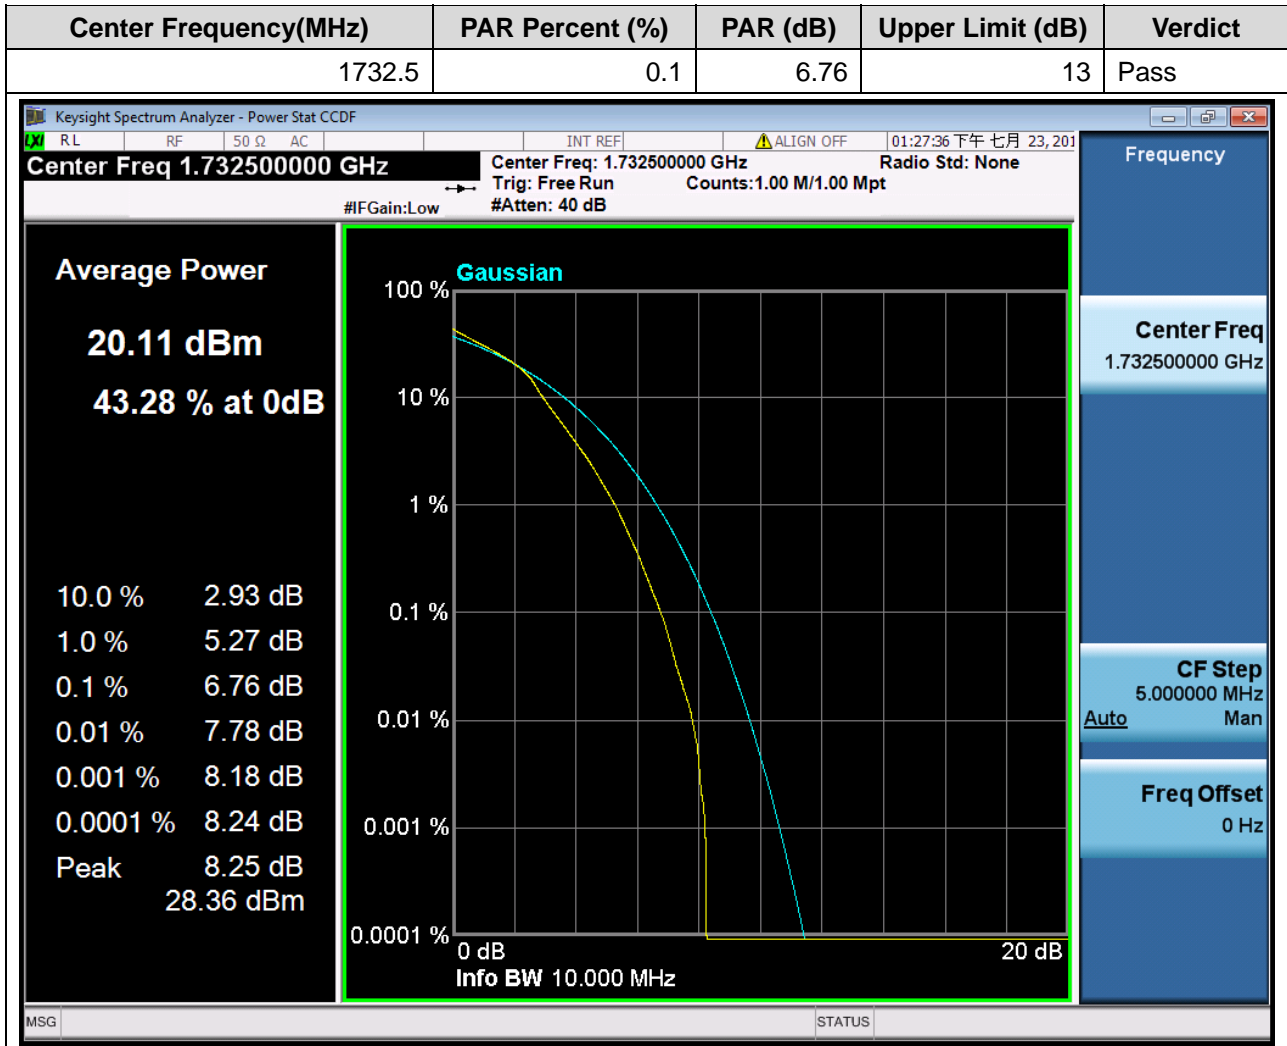 Center Frequency(MHz) PAR Percent (%) PAR (dB) Upper Limit (dB) Verdict
1732.5 0.1 6.76 13 Pass
Keysight Spectrum Analyzer - Power Stat CCDF
LXI RL RF 50 Ω AC INT REF ALIGN OFF 01:27:36 下午 七月 23, 201
Center Freq 1.732500000 GHz
Center Freq: 1.732500000 GHz Radio Std: None
Trig: Free Run Counts:1.00 M/1.00 Mpt
#IFGain:Low #Atten: 40 dB
Frequency
Average Power
20.11 dBm
43.28 % at 0dB
10.0 % 2.93 dB
1.0 % 5.27 dB
0.1 % 6.76 dB
0.01 % 7.78 dB
0.001 % 8.18 dB
0.0001 % 8.24 dB
Peak 8.25 dB
28.36 dBm
Gaussian
100 %
10 %
1 %
0.1 %
0.01 %
0.001 %
0.0001 %
0 dB 20 dB
Info BW 10.000 MHz
Center Freq
1.732500000 GHz
CF Step
5.000000 MHz
Auto Man
Freq Offset
0 Hz
MSG STATUS